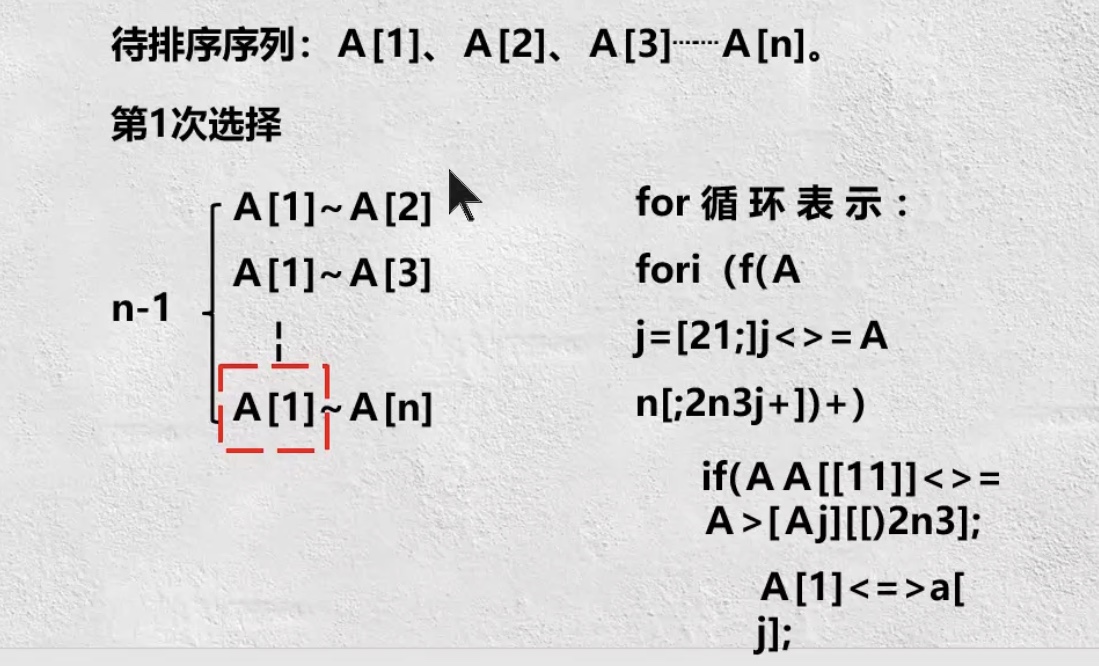 待排序序列： A[1]、 A[2]、 A[3]……A[n]。
第1次选择
n-1
A[1]~A[2]
A[1]~A[3]
A[1]~A[n]
for 循 环 表 示 ：
fori (f(A
j=[21;]j<>=A
n[;2n3j+])+)
if(A A[[11]]<>=
A>[Aj][[)2n3];
A[1]<=>a[
j];